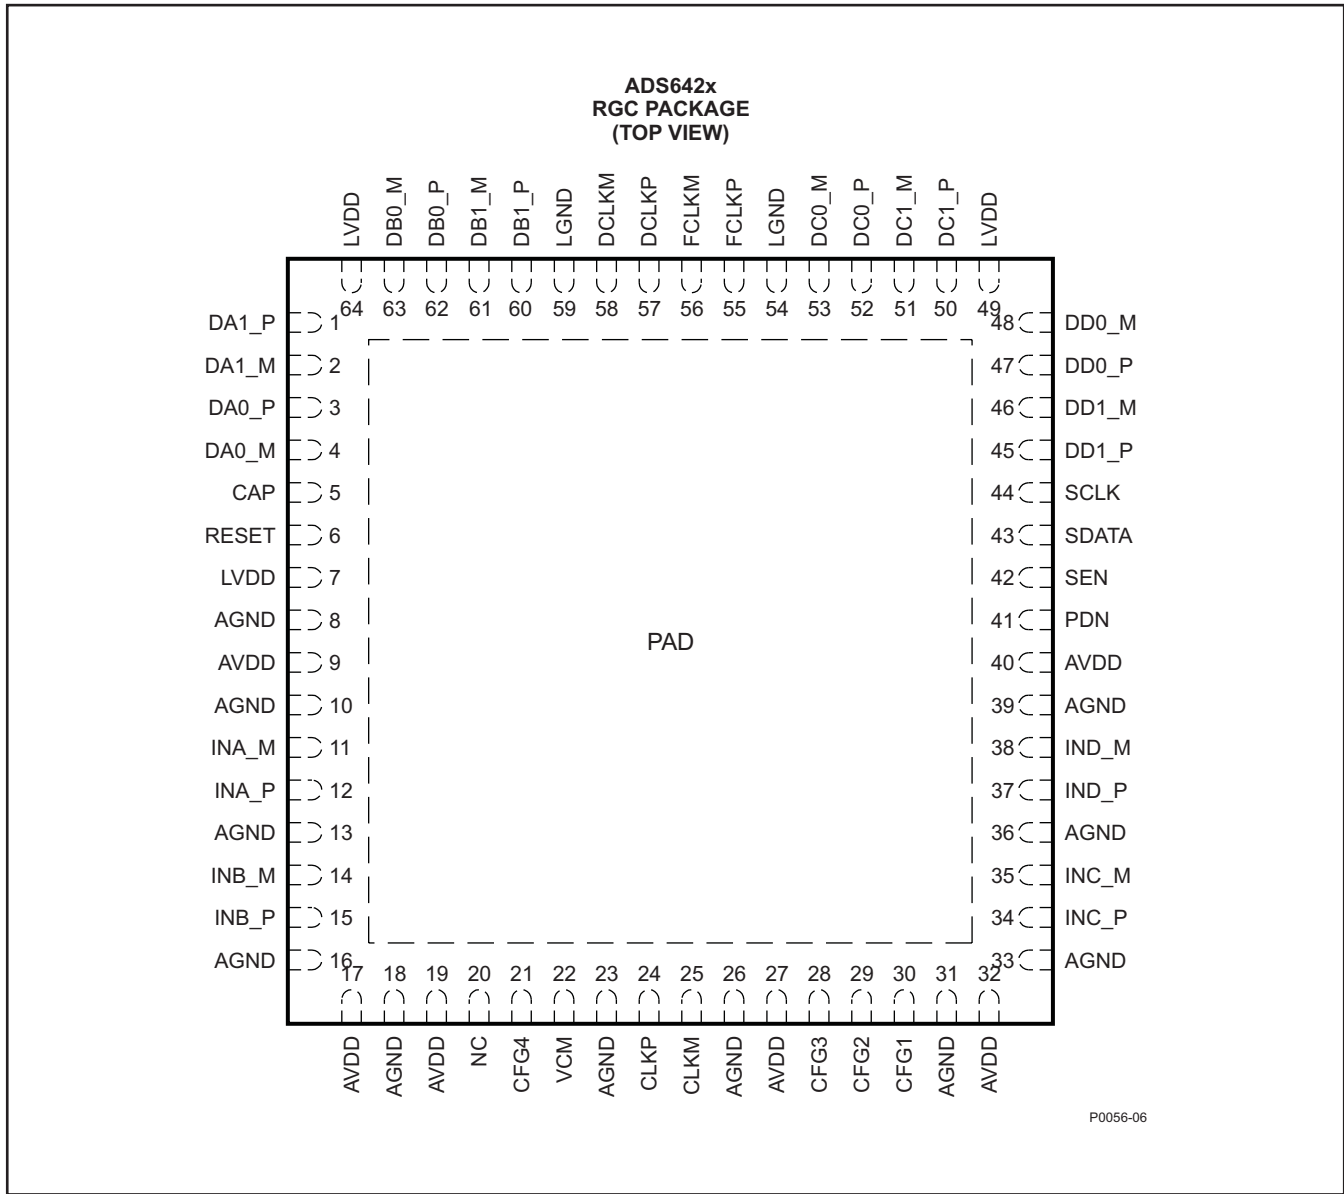 ADS642x
RGC PACKAGE
(TOP VIEW)
LVDD
DB0_M
DB0_P
DB1_M
DB1_P
LGND
DCLKM
DCLKP
FCLKM
FCLKP
LGND
DC0_M
DC0_P
DC1_M
DC1_P
LVDD
64 63 62 61 60 59 58 57 56 55 54 53 52 51 50 49
DA1_P 1 48 DD0_M
DA1_M 2 47 DD0_P
DA0_P 3 46 DD1_M
DA0_M 4 45 DD1_P
CAP 5 44 SCLK
RESET 6 43 SDATA
LVDD 7 42 SEN
AGND 8 41 PDN
PAD
AVDD 9 40 AVDD
AGND 10 39 AGND
INA_M 11 38 IND_M
INA_P 12 37 IND_P
AGND 13 36 AGND
INB_M 14 35 INC_M
INB_P 15 34 INC_P
AGND 16 33 AGND
17 18 19 20 21 22 23 24 25 26 27 28 29 30 31 32
AVDD
AGND
AVDD
NC
CFG4
VCM
AGND
CLKP
CLKM
AGND
AVDD
CFG3
CFG2
CFG1
AGND
AVDD
P0056-06